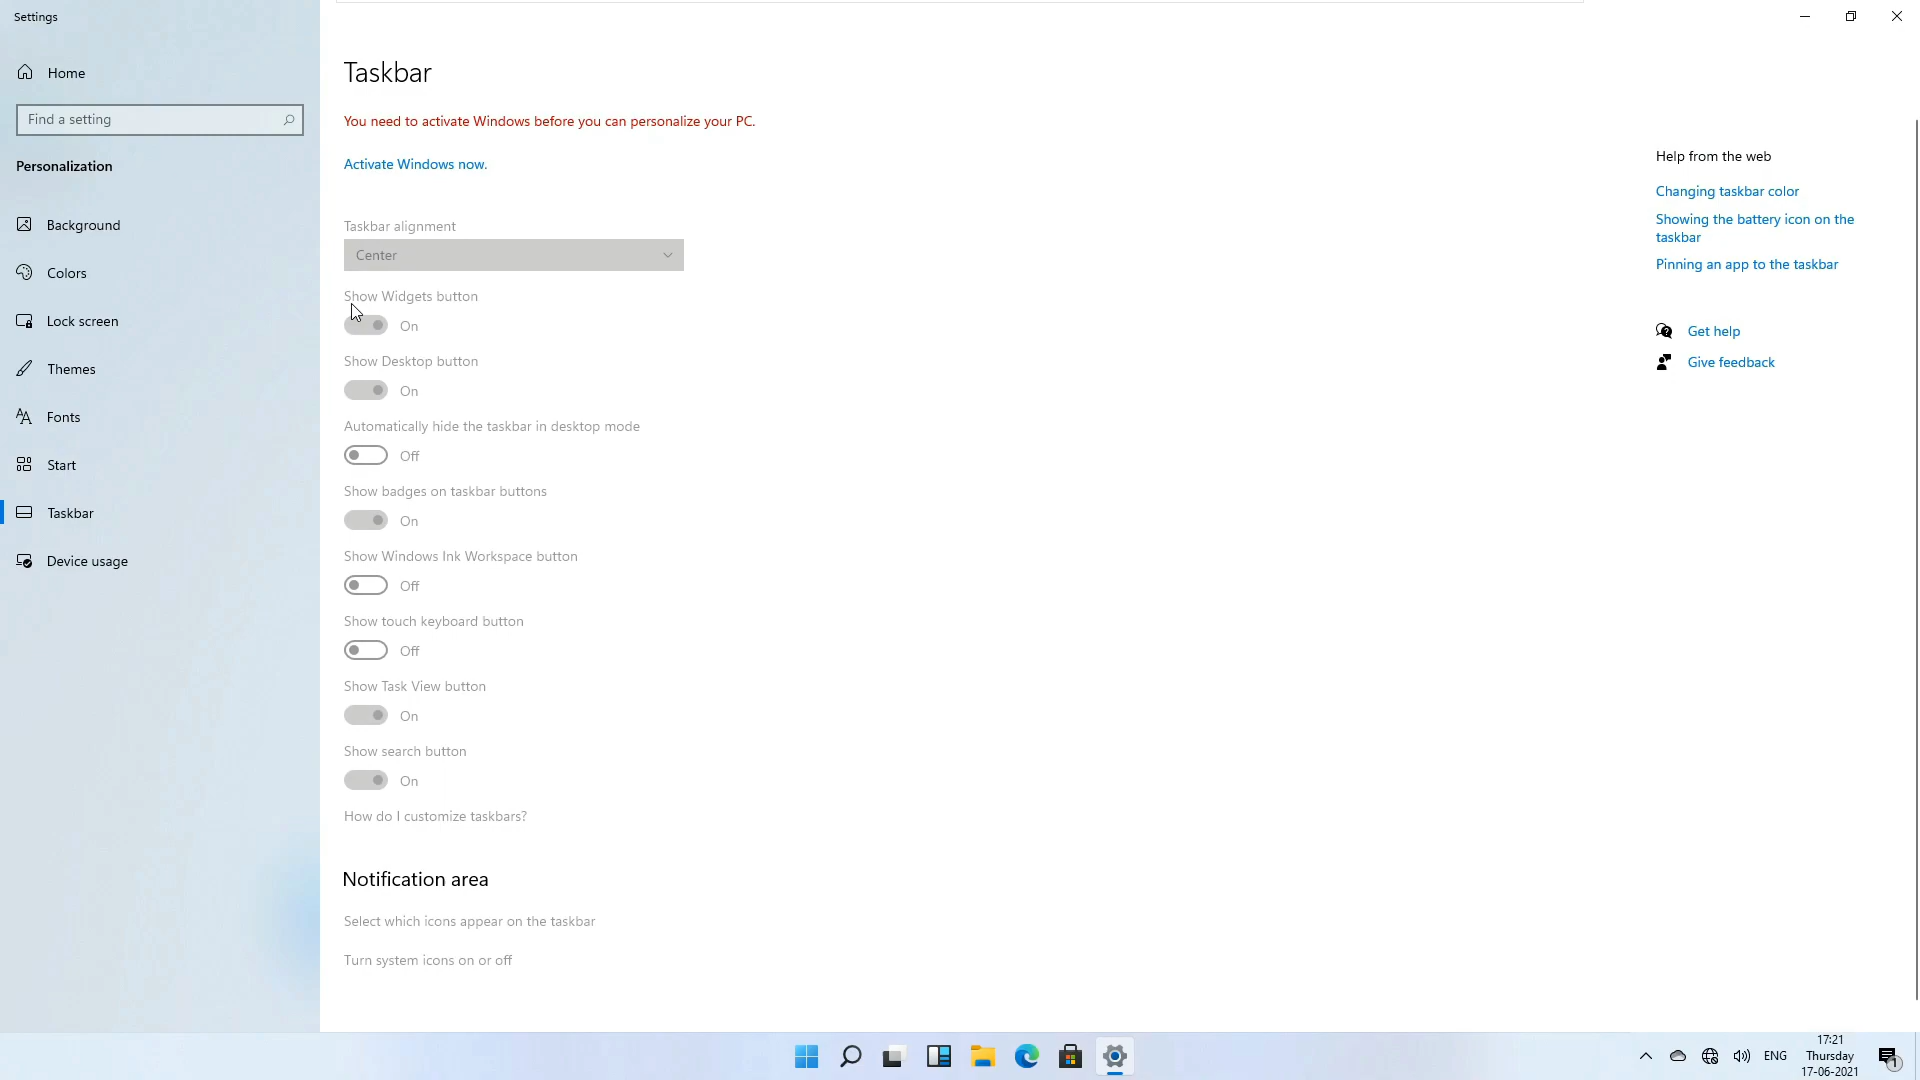 Settings
Home
Find a setting
Personalization
Background
Colors
Lock screen
Themes
Fonts
Start
Taskbar
Device usage
Taskbar
You need to activate Windows before you can personalize your PC.
Activate Windows now.
Taskbar alignment
Center
Show Widgets button
On
Show Desktop button
On
Automatically hide the taskbar in desktop mode
Off
Show badges on taskbar buttons
On
Show Windows Ink Workspace button
Off
Show touch keyboard button
Off
Show Task View button
On
Show search button
On
How do I customize taskbars?
Notification area
Select which icons appear on the taskbar
Turn system icons on or off
Help from the web
Changing taskbar color
Showing the battery icon on the
taskbar
Pinning an app to the taskbar
Get help
Give feedback
ENG
17:21
Thursday
17-06-2021
1